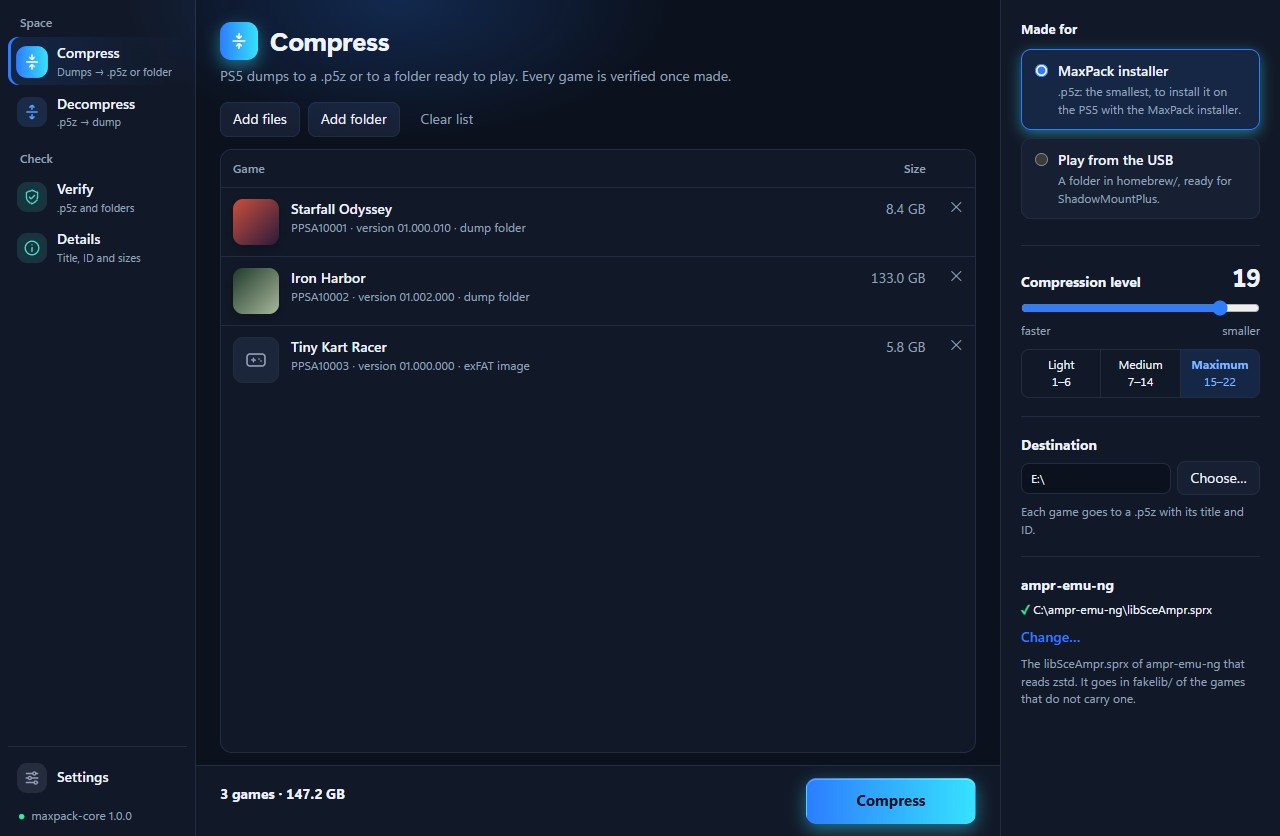 Space
Compress
Dumps → .p5z or folder
Decompress
.p5z → dump
Check
Verify
.p5z and folders
Details
Title, ID and sizes
Settings
maxpack-core 1.0.0
Compress
PS5 dumps to a .p5z or to a folder ready to play. Every game is verified once made.
Add files
Add folder
Clear list
Game
Size
Starfall Odyssey
8.4 GB
PPSA10001 · version 01.000.010 · dump folder
Iron Harbor
133.0 GB
PPSA10002 · version 01.002.000 · dump folder
Tiny Kart Racer
5.8 GB
PPSA10003 · version 01.000.000 · exFAT image
3 games · 147.2 GB
Compress
Made for
MaxPack installer
.p5z: the smallest, to install it on
the PS5 with the MaxPack installer.
Play from the USB
A folder in homebrew/, ready for
ShadowMountPlus.
Compression level
19
faster
smaller
Light
1–6
Medium
7–14
Maximum
15–22
Destination
E:\
Choose...
Each game goes to a .p5z with its title and
ID.
ampr-emu-ng
✓ C:\ampr-emu-ng\libSceAmpr.sprx
Change...
The libSceAmpr.sprx of ampr-emu-ng that
reads zstd. It goes in fakelib/ of the games
that do not carry one.